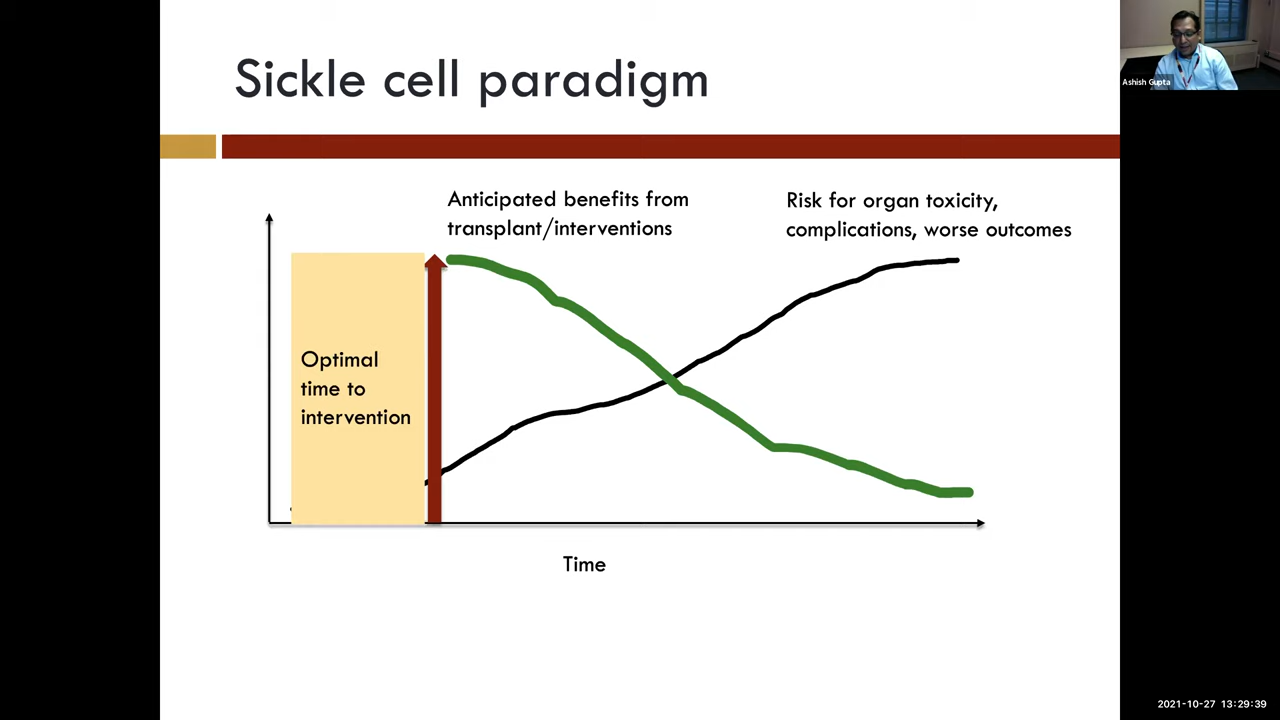 Sickle cell paradigm
Ashish Gupta
Anticipated benefits from
transplant/interventions
Risk for organ toxicity,
complications, worse outcomes
Optimal
time to
intervention
Time
2021-10-27 13:29:39